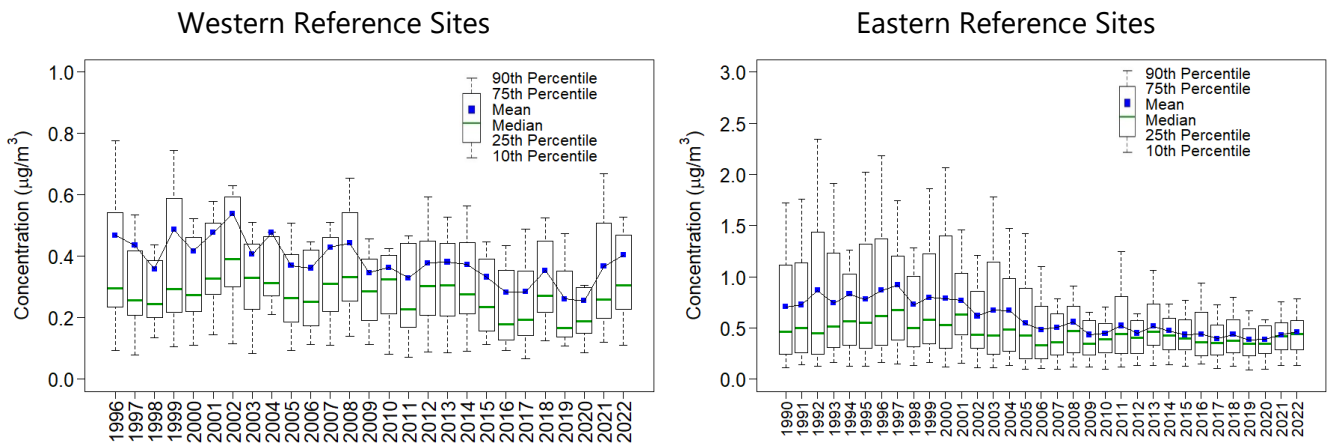 Western Reference Sites
1.0
0.8
0.6
0.4
0.2
0.0
Concentration (µg/m³)
90th Percentile
75th Percentile
Mean
Median
25th Percentile
10th Percentile
1996 1997 1998 1999 2000 2001 2002 2003 2004 2005 2006 2007 2008 2009 2010 2011 2012 2013 2014 2015 2016 2017 2018 2019 2020 2021 2022
Eastern Reference Sites
3.0
2.5
2.0
1.5
1.0
0.5
0.0
Concentration (µg/m³)
90th Percentile
75th Percentile
Mean
Median
25th Percentile
10th Percentile
1990 1991 1992 1993 1994 1995 1996 1997 1998 1999 2000 2001 2002 2003 2004 2005 2006 2007 2008 2009 2010 2011 2012 2013 2014 2015 2016 2017 2018 2019 2020 2021 2022